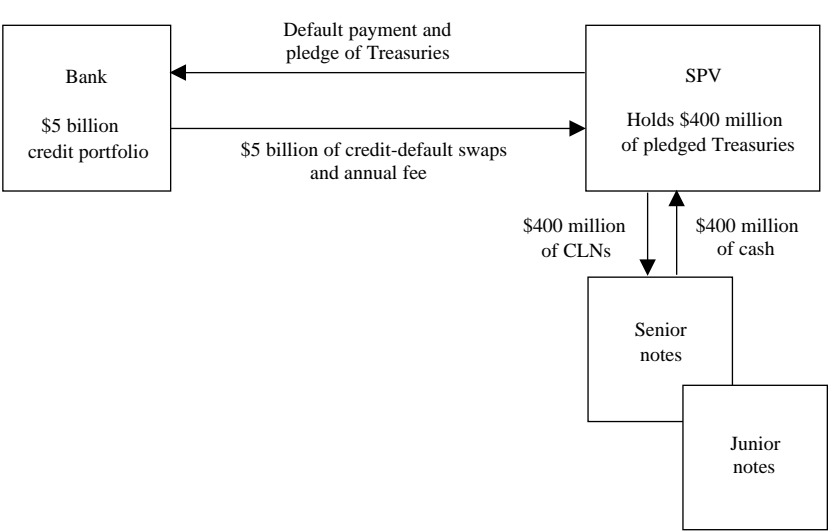 Default payment and
pledge of Treasuries
Bank
$5 billion
credit portfolio
SPV
Holds $400 million
of pledged Treasuries
$5 billion of credit-default swaps
and annual fee
$400 million
of CLNs
$400 million
of cash
Senior
notes
Junior
notes